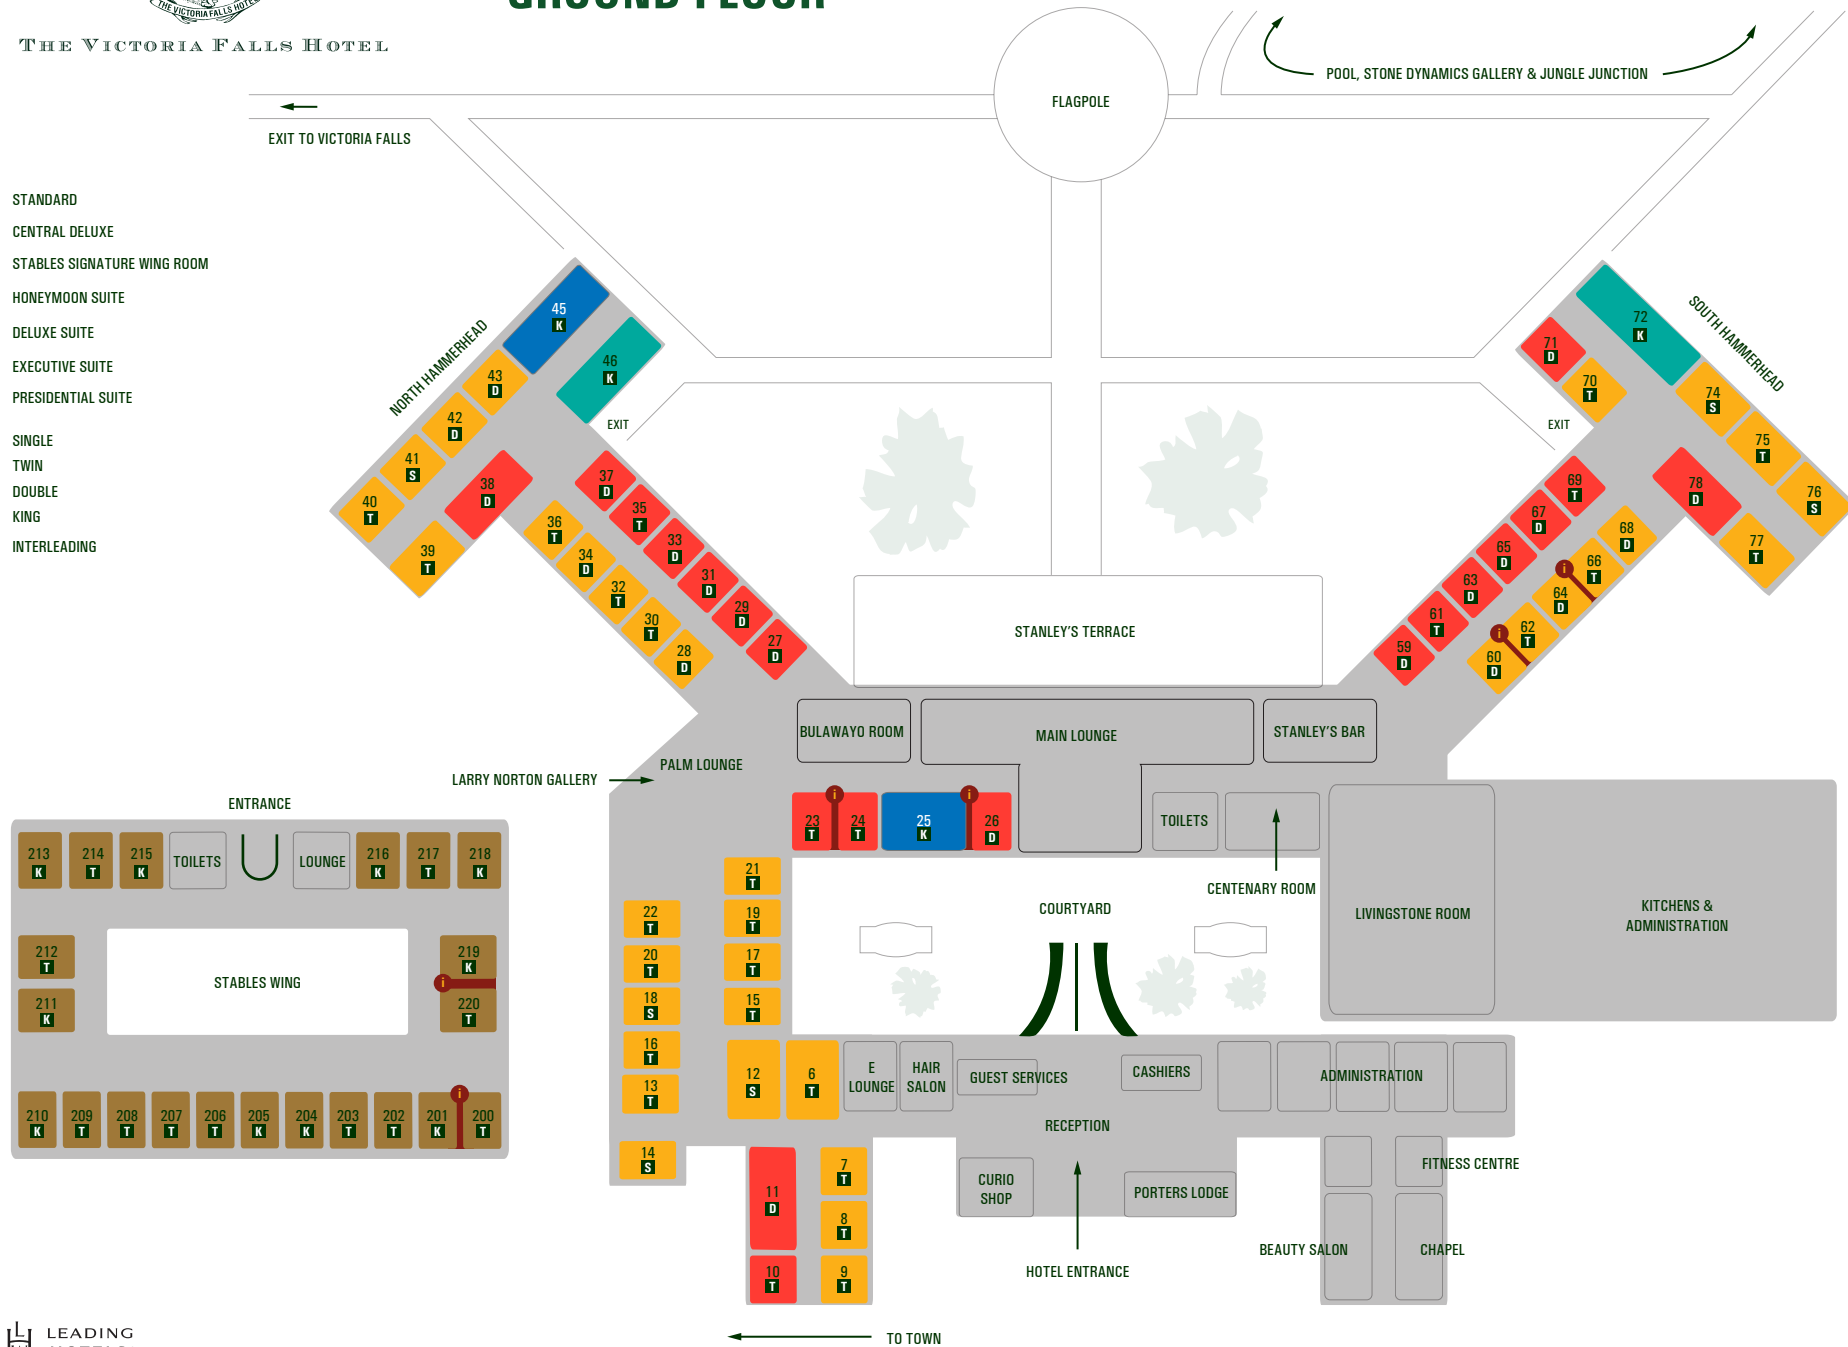 GROUND FLOOR
THE VICTORIA FALLS HOTEL
THE VICTORIA FALLS HOTEL
FLAGPOLE
POOL, STONE DYNAMICS GALLERY & JUNGLE JUNCTION
EXIT TO VICTORIA FALLS
STANDARD
CENTRAL DELUXE
STABLES SIGNATURE WING ROOM
HONEYMOON SUITE
DELUXE SUITE
EXECUTIVE SUITE
PRESIDENTIAL SUITE
SINGLE
TWIN
DOUBLE
KING
INTERLEADING
NORTH HAMMERHEAD
45
K
46
K
43
D
42
D
41
S
40
T
38
D
39
T
EXIT
37
D
35
T
33
D
31
D
29
D
27
D
36
T
34
D
32
T
30
T
28
D
SOUTH HAMMERHEAD
72
K
71
D
70
T
74
S
75
T
76
S
78
D
77
T
EXIT
69
T
67
D
65
D
63
D
61
T
59
D
68
D
66
T
i
64
D
62
T
i
60
D
STANLEY'S TERRACE
BULAWAYO ROOM
MAIN LOUNGE
STANLEY'S BAR
PALM LOUNGE
LARRY NORTON GALLERY
23
T
i
24
T
25
K
i
26
D
TOILETS
CENTENARY ROOM
COURTYARD
LIVINGSTONE ROOM
KITCHENS &
ADMINISTRATION
ENTRANCE
213
K
214
T
215
K
TOILETS
LOUNGE
216
K
217
T
218
K
212
T
211
K
STABLES WING
219
K
i
220
T
210
K
209
T
208
T
207
T
206
T
205
K
204
K
203
T
202
T
201
K
i
200
T
21
T
22
T
19
T
20
T
17
T
18
S
15
T
16
T
13
T
12
S
6
T
14
S
11
D
10
T
7
T
8
T
9
T
E
LOUNGE
HAIR
SALON
GUEST SERVICES
CASHIERS
ADMINISTRATION
RECEPTION
CURIO
SHOP
PORTERS LODGE
HOTEL ENTRANCE
FITNESS CENTRE
BEAUTY SALON
CHAPEL
TO TOWN
LEADING